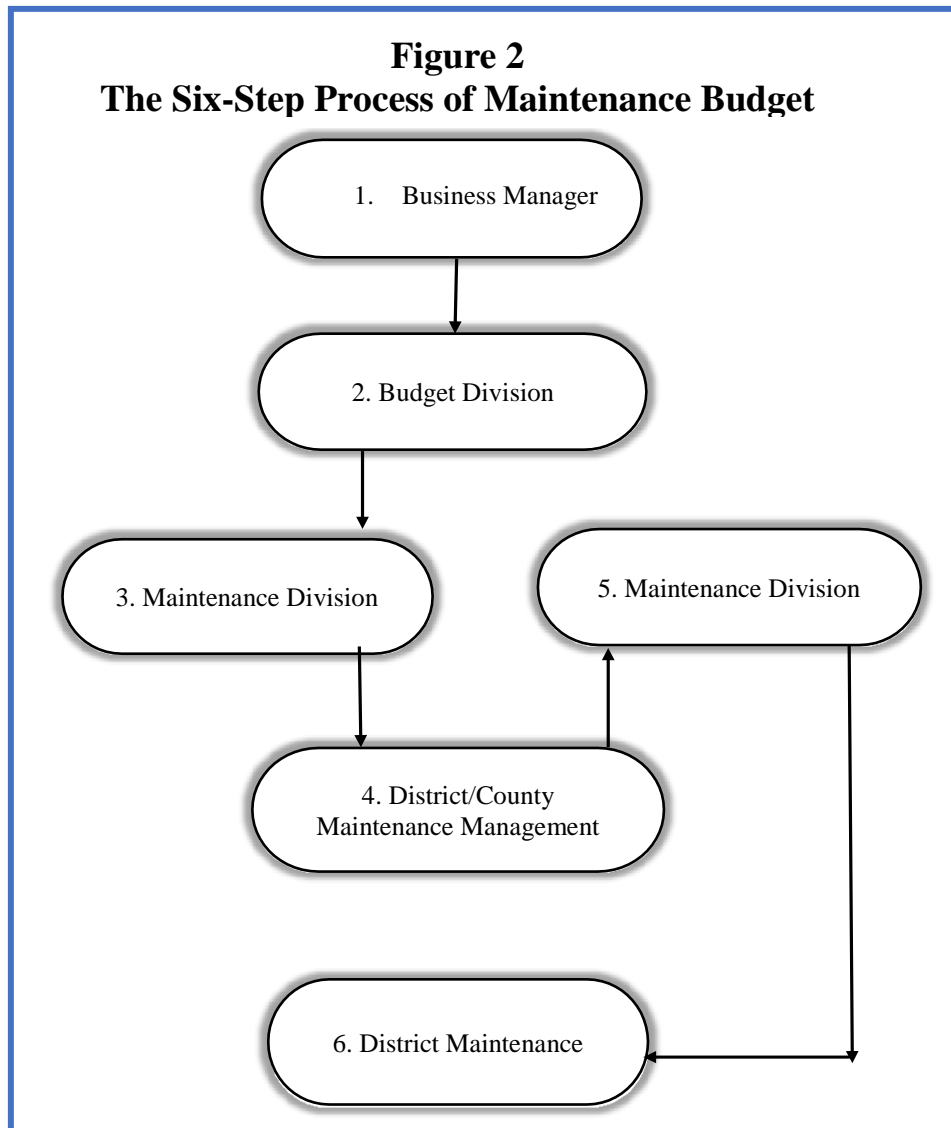 Figure 2
The Six-Step Process of Maintenance Budget
1. Business Manager
2. Budget Division
3. Maintenance Division
5. Maintenance Division
4. District/County
Maintenance Management
6. District Maintenance